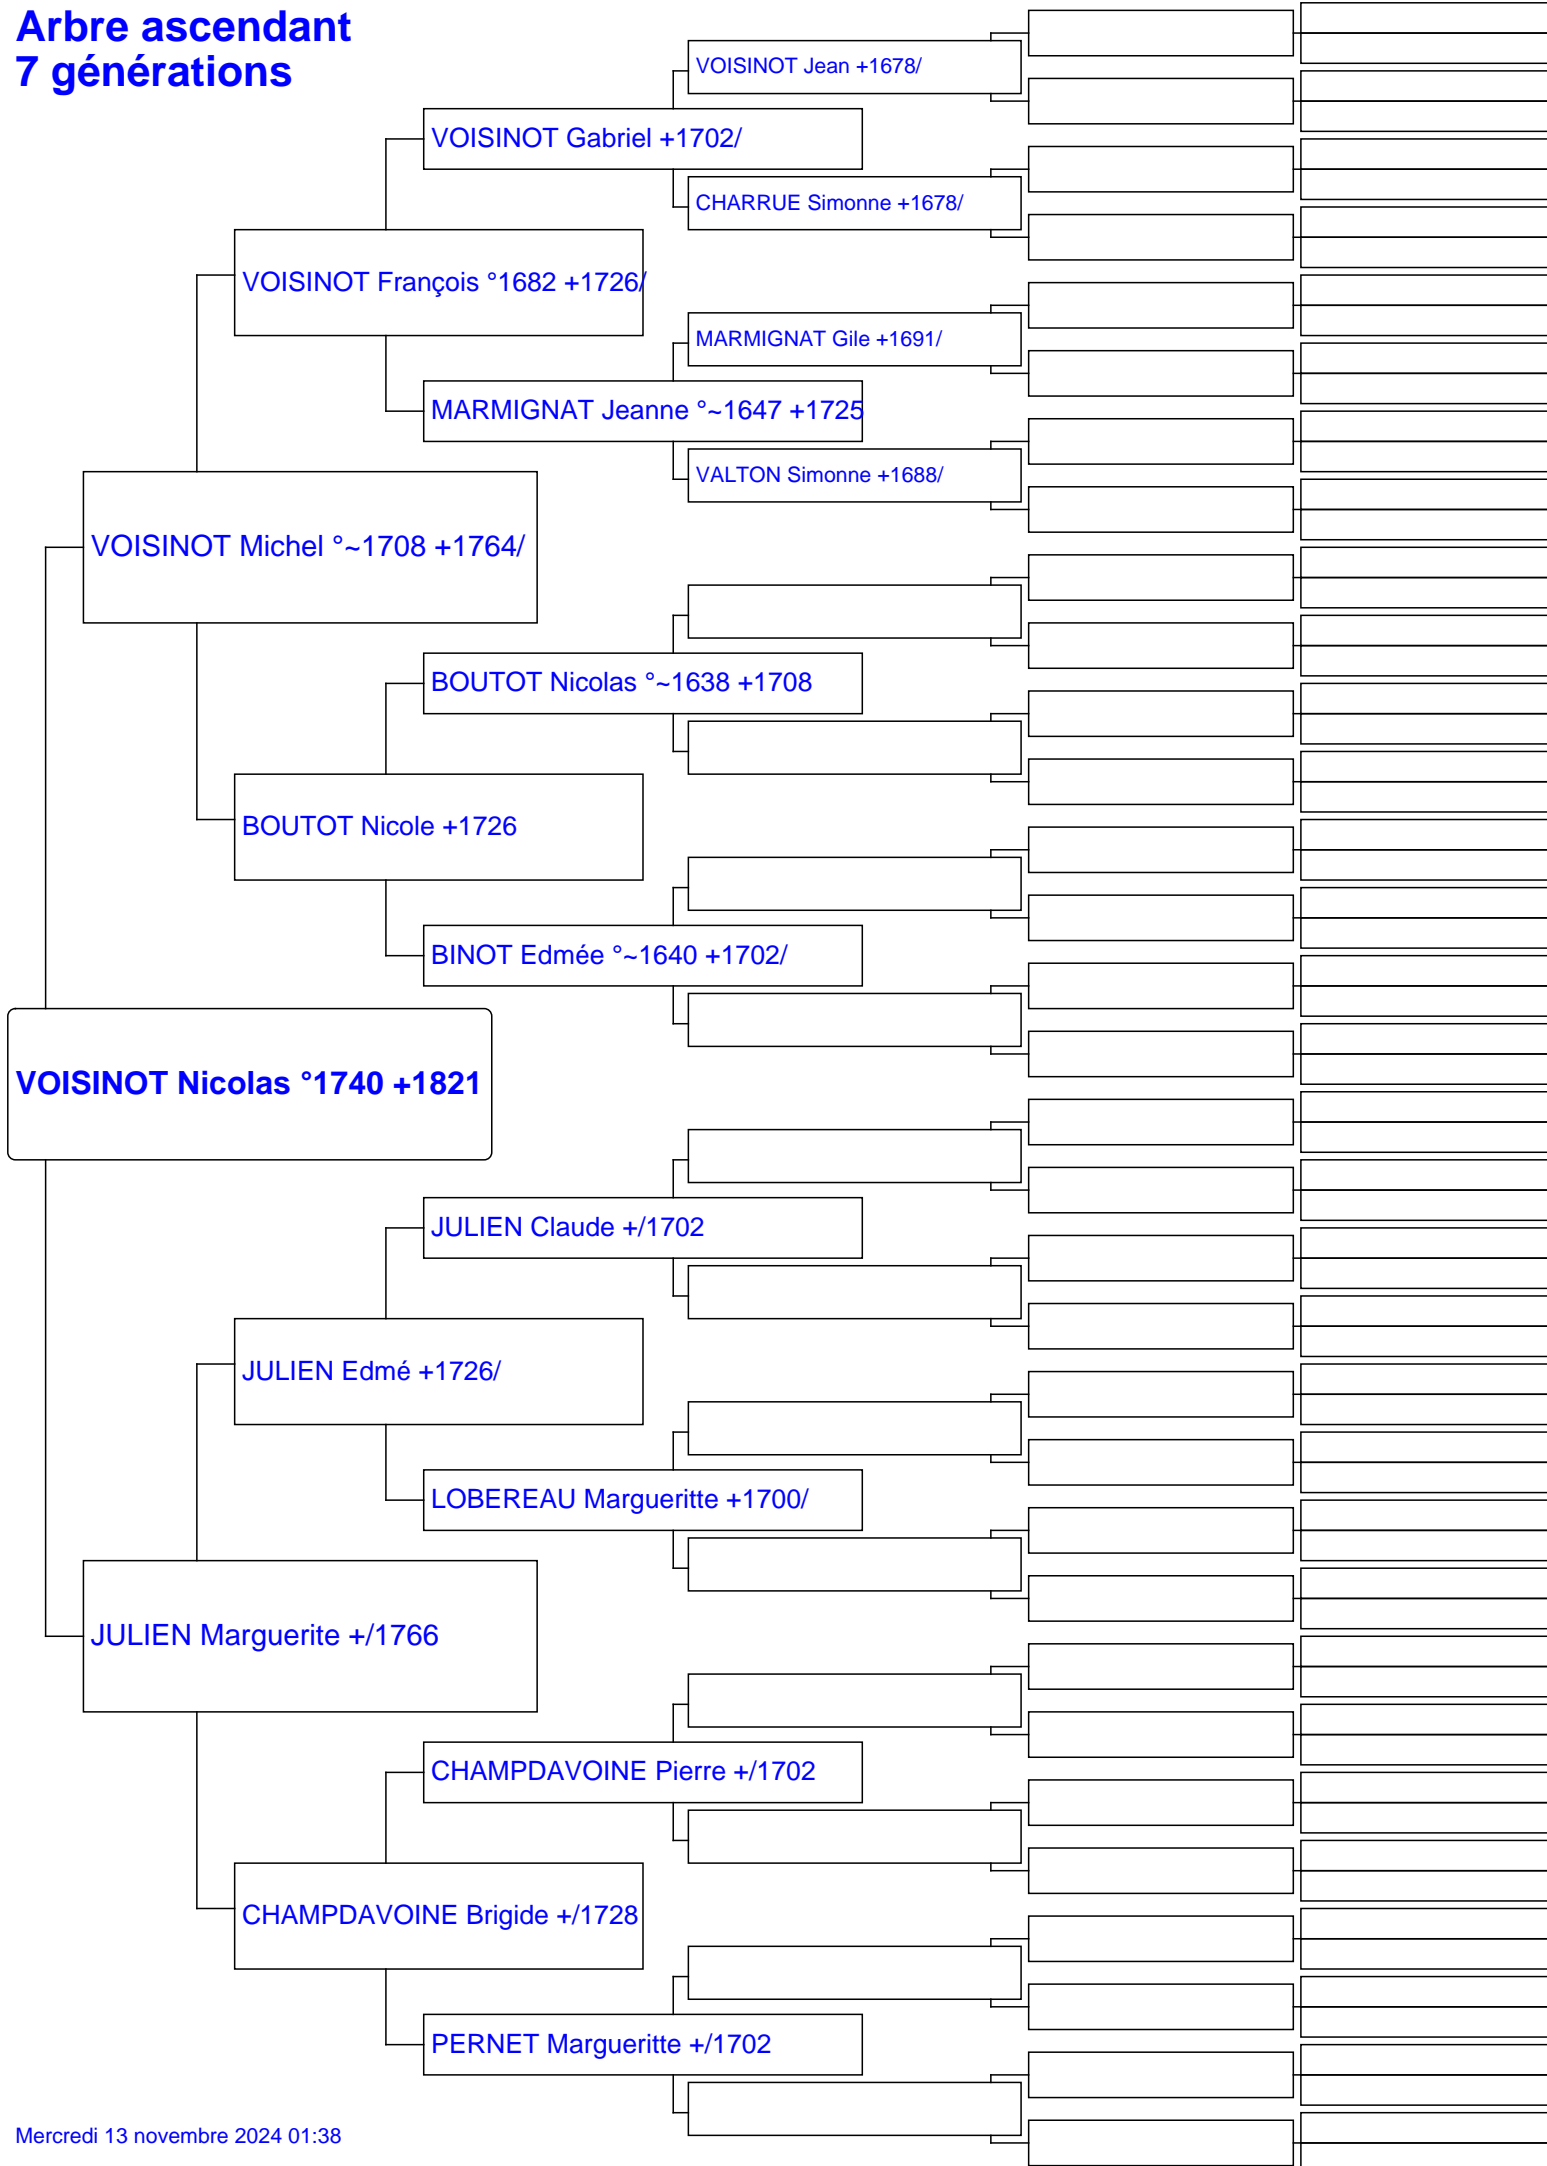 Arbre ascendant
7 générations
VOISINOT Jean +1678/
VOISINOT Gabriel +1702/
CHARRUE Simonne +1678/
VOISINOT François °1682 +1726/
MARMIGNAT Gile +1691/
MARMIGNAT Jeanne °~1647 +1725
VALTON Simonne +1688/
VOISINOT Michel °~1708 +1764/
BOUTOT Nicolas °~1638 +1708
BOUTOT Nicole +1726
BINOT Edmée °~1640 +1702/
VOISINOT Nicolas °1740 +1821
JULIEN Claude +/1702
JULIEN Edmé +1726/
LOBEREAU Margueritte +1700/
JULIEN Marguerite +/1766
CHAMPDAVOINE Pierre +/1702
CHAMPDAVOINE Brigide +/1728
PERNET Margueritte +/1702
Mercredi 13 novembre 2024 01:38